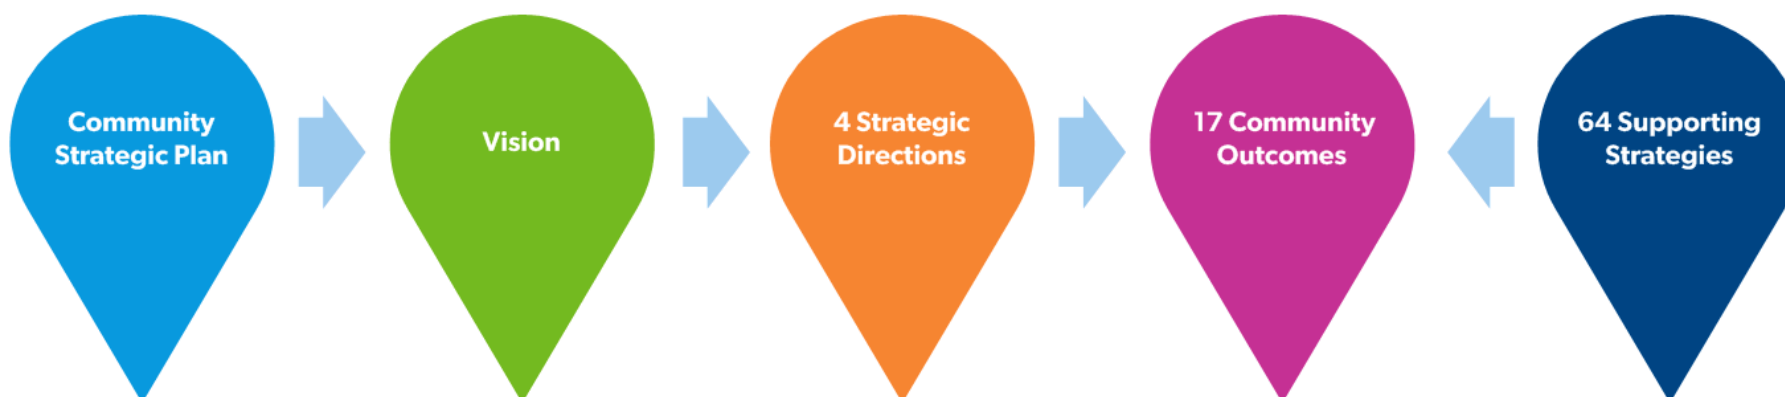 Community
Strategic Plan
Vision
4 Strategic
Directions
17 Community
Outcomes
64 Supporting
Strategies